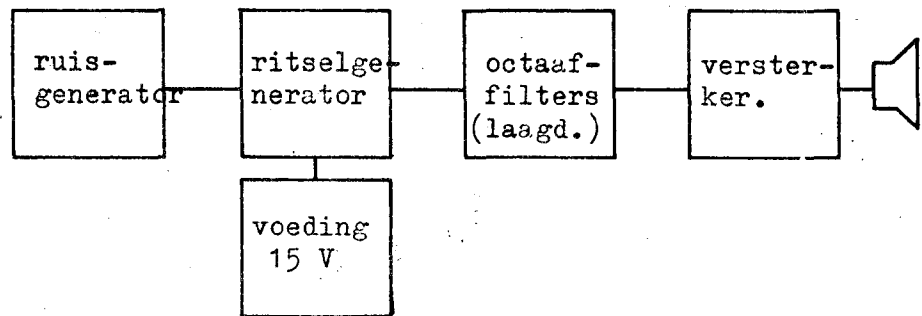 ruis-
generator
ritselge-
nerator
octaaf-
filters
(laagd.)
verster-
ker.
voeding
15 V